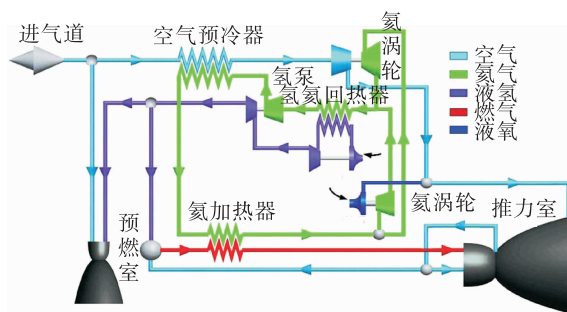 进气道
空气预冷器
氦涡轮
氢泵
氢氦回热器
空气
氦气
液氢
燃气
液氧
氦加热器
氦涡轮
推力室
预燃室